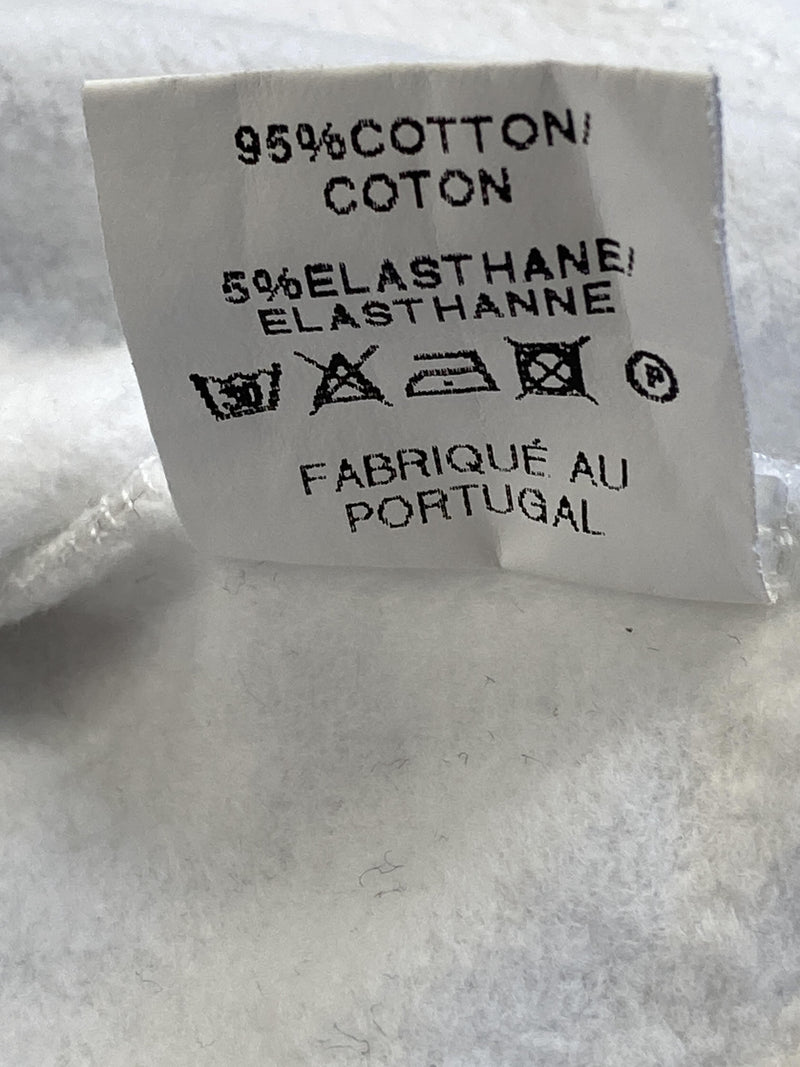 95%COTTON/
COTON
5%ELASTHANE/
ELASTHANNE
30
P
FABRIQUÉ AU
PORTUGAL